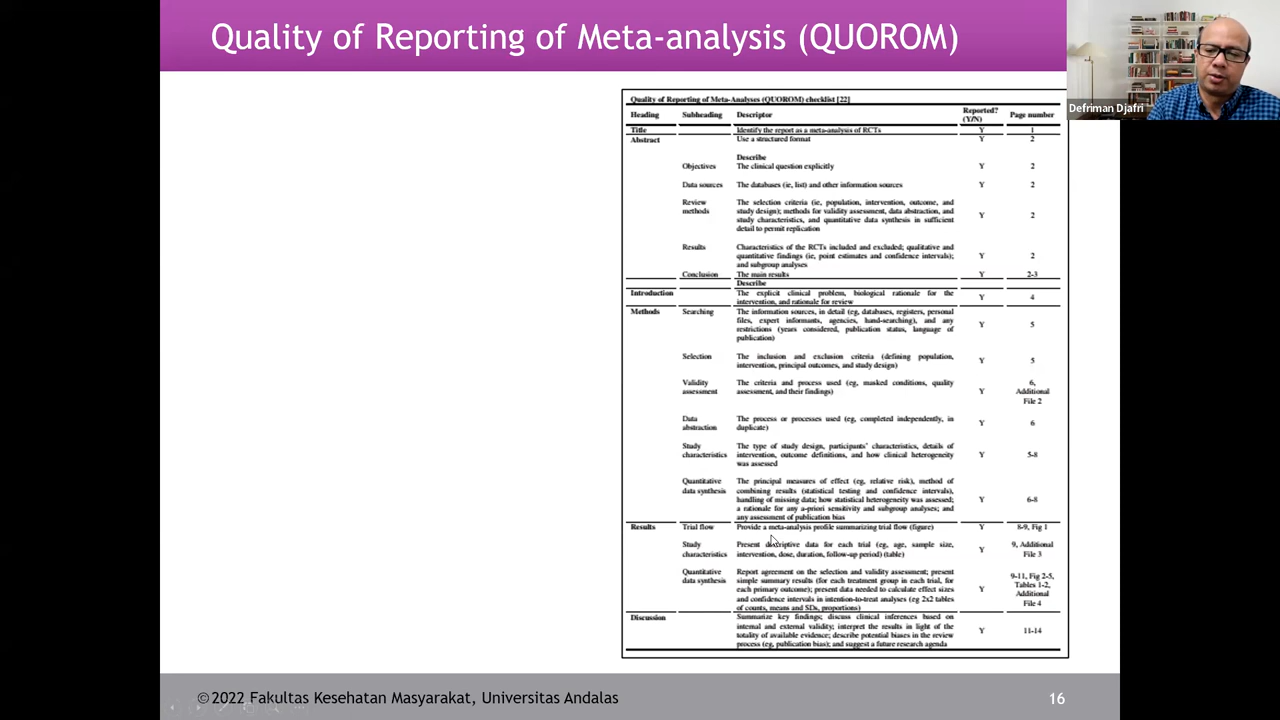 Quality of Reporting of Meta-analysis (QUOROM)
Defriman Djafri
Quality of Reporting of Meta-Analyses (QUOROM) checklist [22]
Heading Subheading Descriptor Reported? (Y/N) Page number
Title Identify the report as a meta-analysis of RCTs Y 1
Abstract Use a structured format Y 2
Describe
Objectives The clinical question explicitly Y 2
Data sources The databases (ie, list) and other information sources Y 2
Review methods The selection criteria (ie, population, intervention, outcome, and
study design); methods for validity assessment, data abstraction, and
study characteristics, and quantitative data synthesis in sufficient
detail to permit replication Y 2
Results Characteristics of the RCTs included and excluded; qualitative and
quantitative findings (ie, point estimates and confidence intervals);
and subgroup analyses Y 2
Conclusion The main results Y 2-3
Describe
Introduction The explicit clinical problem, biological rationale for the
intervention, and rationale for review Y 4
Methods Searching The information sources, in detail (eg, databases, registers, personal
files, expert informants, agencies, hand-searching), and any
restrictions (years considered, publication status, language of
publication) Y 5
Selection The inclusion and exclusion criteria (defining population,
intervention, principal outcomes, and study design) Y 5
Validity assessment The criteria and process used (eg, masked conditions, quality
assessment, and their findings) Y 6, Additional File 2
Data abstraction The process or processes used (eg, completed independently, in
duplicate) Y 6
Study characteristics The type of study design, participants' characteristics, details of
intervention, outcome definitions, and how clinical heterogeneity
was assessed Y 5-8
Quantitative data synthesis The principal measures of effect (eg, relative risk), method of
combining results (statistical testing and confidence intervals),
handling of missing data; how statistical heterogeneity was assessed;
a rationale for any a-priori sensitivity and subgroup analyses; and
any assessment of publication bias Y 6-8
Results Trial flow Provide a meta-analysis profile summarizing trial flow (figure) Y 8-9, Fig 1
Study characteristics Present descriptive data for each trial (eg, age, sample size,
intervention, dose, duration, follow-up period) (table) Y 9, Additional File 3
Quantitative data synthesis Report agreement on the selection and validity assessment; present
simple summary results (for each treatment group in each trial, for
each primary outcome); present data needed to calculate effect sizes
and confidence intervals in intention-to-treat analyses (eg 2x2 tables
of counts, means and SDs, proportions) Y 9-11, Fig 2-5, Tables 1-2, Additional File 4
Discussion Summarize key findings; discuss clinical inferences based on
internal and external validity; interpret the results in light of the
totality of available evidence; describe potential biases in the review
process (eg, publication bias); and suggest a future research agenda Y 11-14
©2022 Fakultas Kesehatan Masyarakat, Universitas Andalas
16